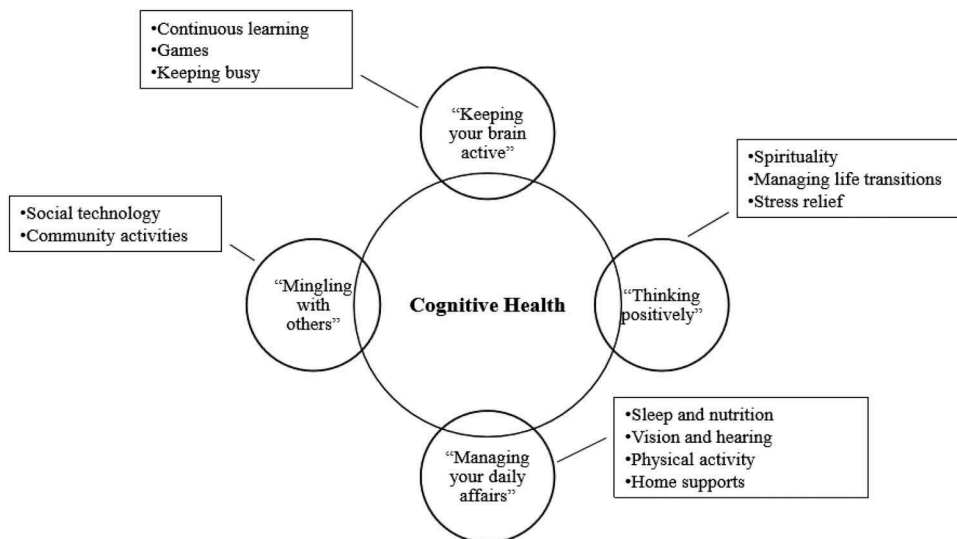 •Continuous learning
•Games
•Keeping busy
“Keeping
your brain
active”
•Spirituality
•Managing life transitions
•Stress relief
•Social technology
•Community activities
“Mingling
with
others”
Cognitive Health
“Thinking
positively”
•Sleep and nutrition
•Vision and hearing
•Physical activity
•Home supports
“Managing
your daily
affairs”